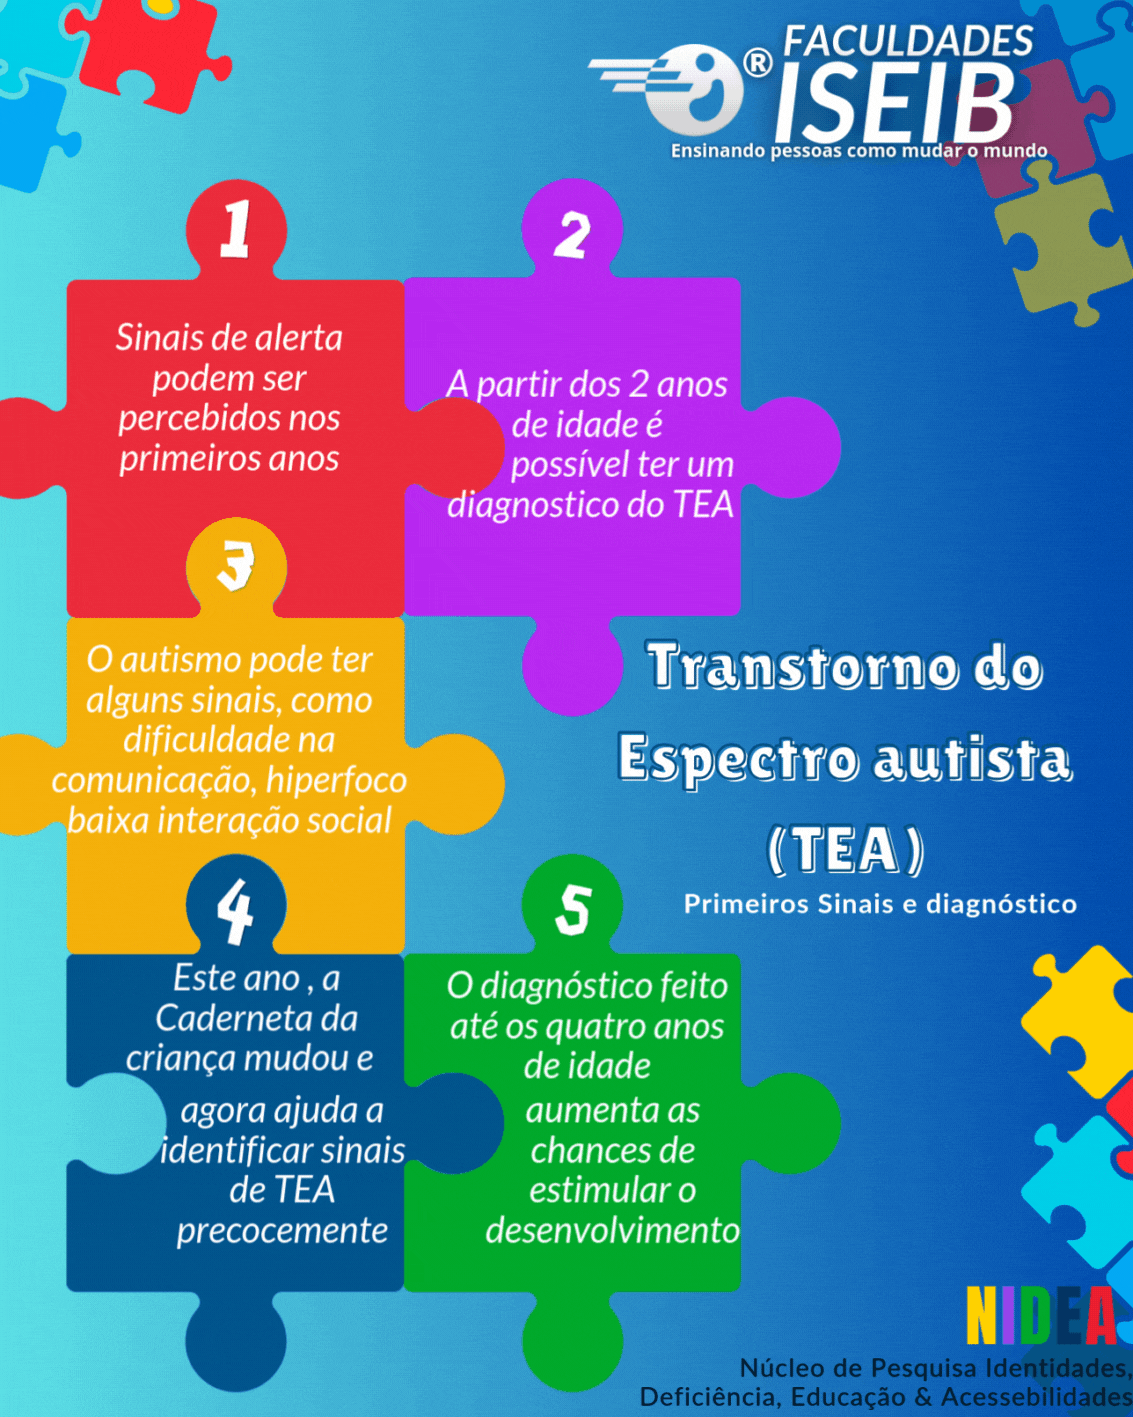 FACULDADES
ISEIB
®
Ensinando pessoas como mudar o mundo
1
Sinais de alerta
podem ser
percebidos nos
primeiros anos
2
A partir dos 2 anos
de idade é
possível ter um
diagnostico do TEA
3
O autismo pode ter
alguns sinais, como
dificuldade na
comunicação, hiperfoco
baixa interação social
Transtorno do
Espectro autista
(TEA)
Primeiros Sinais e diagnóstico
4
Este ano , a
Caderneta da
criança mudou e
agora ajuda a
identificar sinais
de TEA
precocemente
5
O diagnóstico feito
até os quatro anos
de idade
aumenta as
chances de
estimular o
desenvolvimento
NIDEA
Núcleo de Pesquisa Identidades,
Deficiência, Educação & Acessebilidades